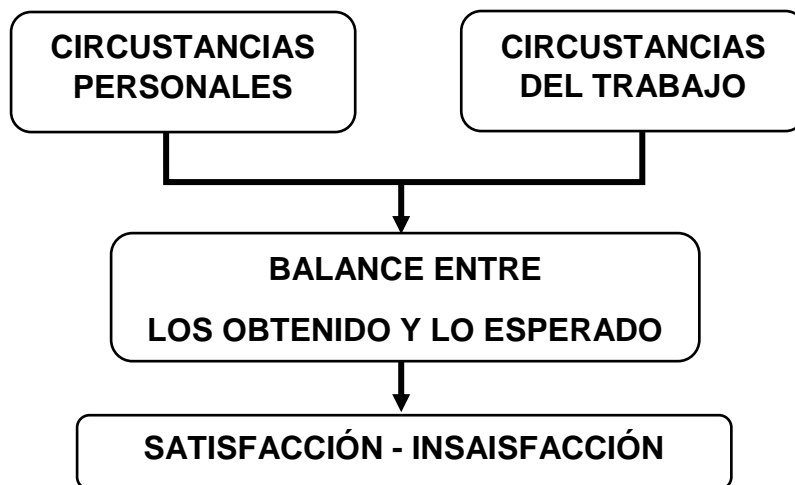 CIRCUSTANCIAS
PERSONALES
CIRCUSTANCIAS
DEL TRABAJO
BALANCE ENTRE
LOS OBTENIDO Y LO ESPERADO
SATISFACCIÓN - INSAISFACCIÓN